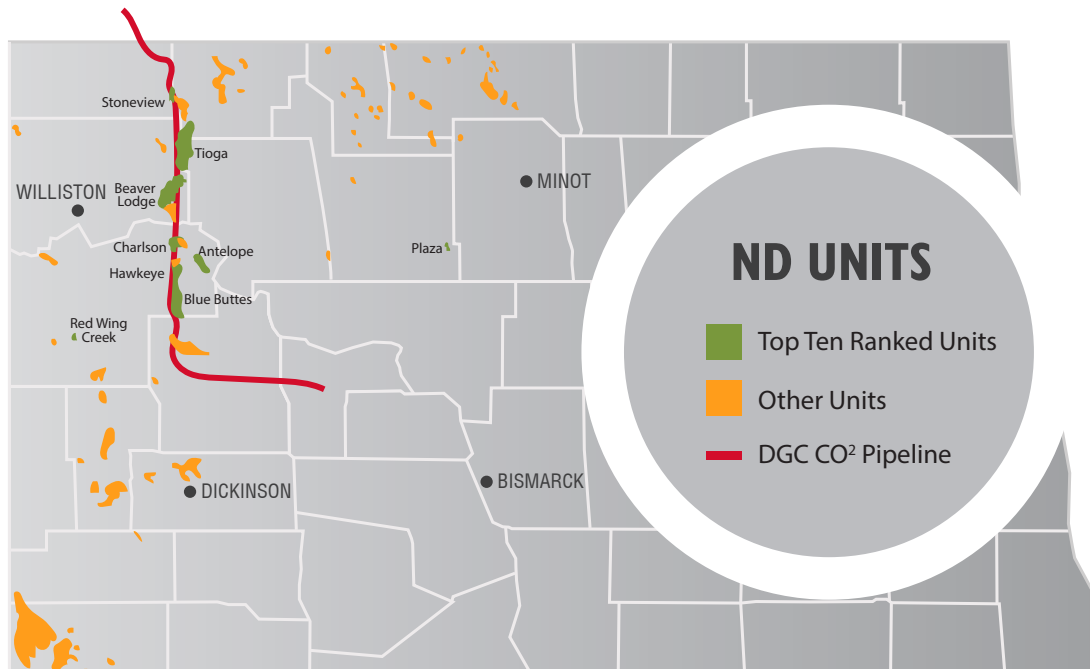 Stoneview
Tioga
Beaver
Lodge
WILLISTON
MINOT
Charlson
Antelope
Plaza
Hawkeye
Blue Buttes
Red Wing
Creek
DICKINSON
BISMARCK
ND UNITS
Top Ten Ranked Units
Other Units
DGC CO² Pipeline